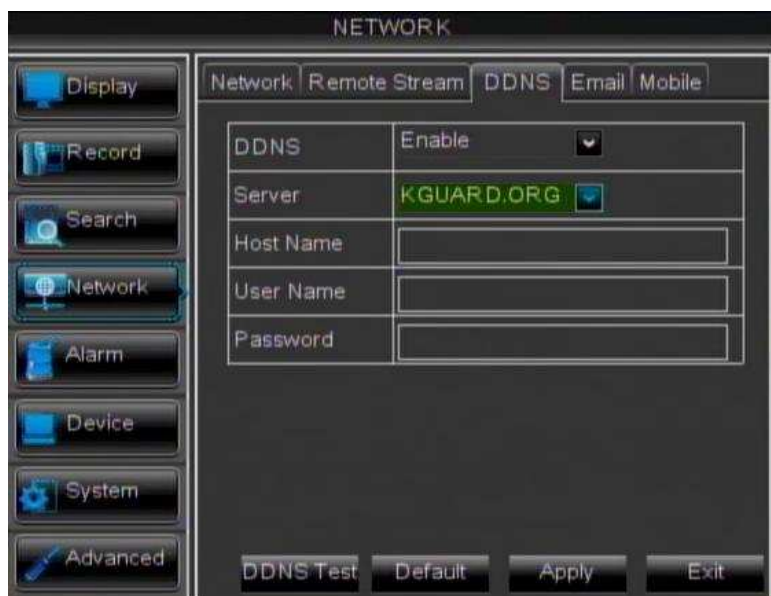 NETWORK
Display
Record
Search
Network
Alarm
Device
System
Advanced
Network Remote Stream DDNS Email Mobile
DDNS Enable
Server KGUARD.ORG
Host Name
User Name
Password
DDNS Test Default Apply Exit